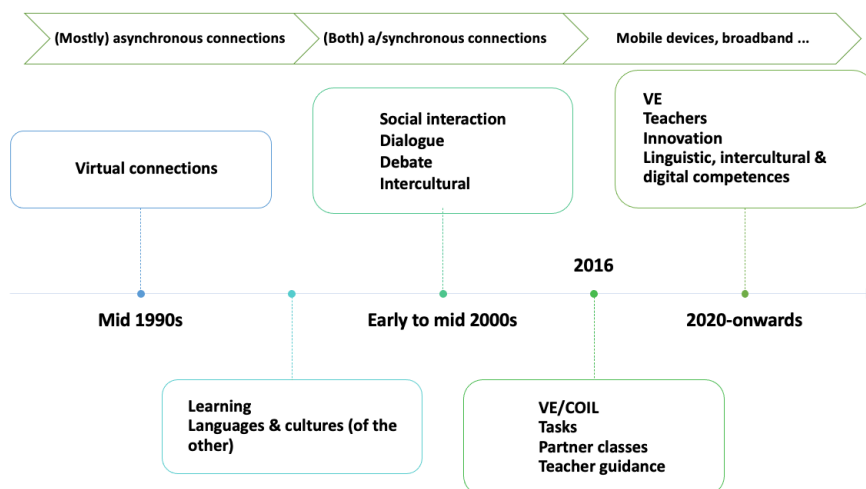 (Mostly) asynchronous connections
(Both) a/synchronous connections
Mobile devices, broadband ...
Virtual connections
Social interaction
Dialogue
Debate
Intercultural
VE
Teachers
Innovation
Linguistic, intercultural &
digital competences
2016
Mid 1990s
Early to mid 2000s
2020-onwards
Learning
Languages & cultures (of the
other)
VE/COIL
Tasks
Partner classes
Teacher guidance